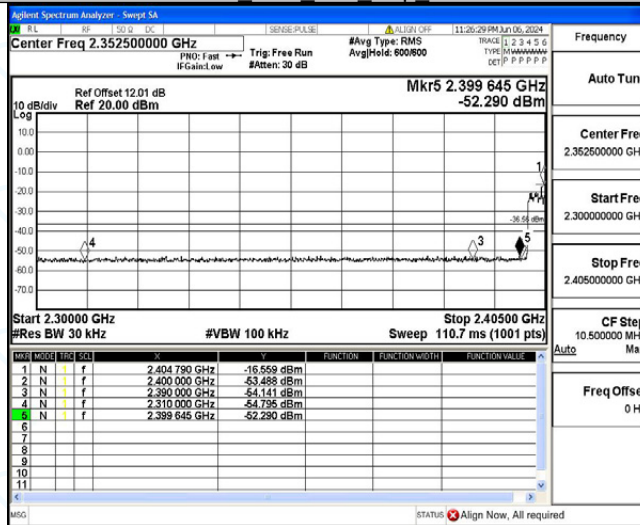 Agilent Spectrum Analyzer - Swept SA
RL RF 50 Ω DC SENSE:PULSE ALIGN OFF 11:26:29 PM Jun 06, 2024
Center Freq 2.352500000 GHz
PNO: Fast
IFGain:Low
Trig: Free Run
#Atten: 30 dB
#Avg Type: RMS
Avg|Hold: 600/600
TRACE 1 2 3 4 5 6
TYPE
DET P P P P P P
Ref Offset 12.01 dB
Ref 20.00 dBm
10 dB/div
Log
Mkr5 2.399 645 GHz
-52.290 dBm
10.0
0.00
-10.0
-20.0
-30.0
-40.0
-50.0
-60.0
-70.0
1
4
3
5
Start 2.30000 GHz
Stop 2.40500 GHz
#Res BW 30 kHz
#VBW 100 kHz
Sweep 110.7 ms (1001 pts)
MKR MODE TRC SCL X Y FUNCTION FUNCTION WIDTH FUNCTION VALUE
1 N 1 f 2.404 790 GHz -16.559 dBm
2 N 1 f 2.400 000 GHz -53.488 dBm
3 N 1 f 2.390 000 GHz -54.141 dBm
4 N 1 f 2.310 000 GHz -54.795 dBm
5 N 1 f 2.399 645 GHz -52.290 dBm
6
7
8
9
10
11
MSG
STATUS Align Now, All required
Frequency
Auto Tun
Center Fre
2.352500000 GH
Start Fre
2.300000000 GH
Stop Fre
2.405000000 GH
CF Step
10.500000 MH
Auto Ma
Freq Offse
0 H